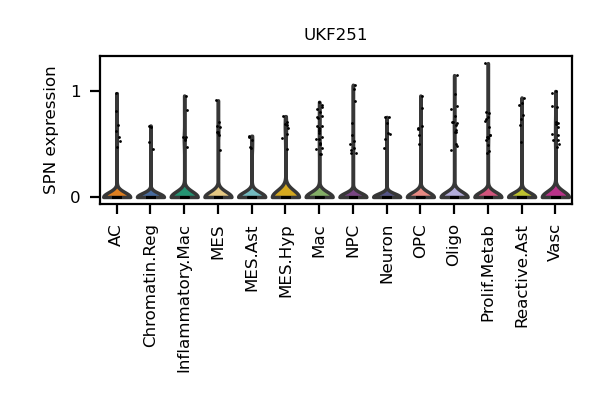 UKF251
SPN expression
1
0
AC
Chromatin.Reg
Inflammatory.Mac
MES
MES.Ast
MES.Hyp
Mac
NPC
Neuron
OPC
Oligo
Prolif.Metab
Reactive.Ast
Vasc